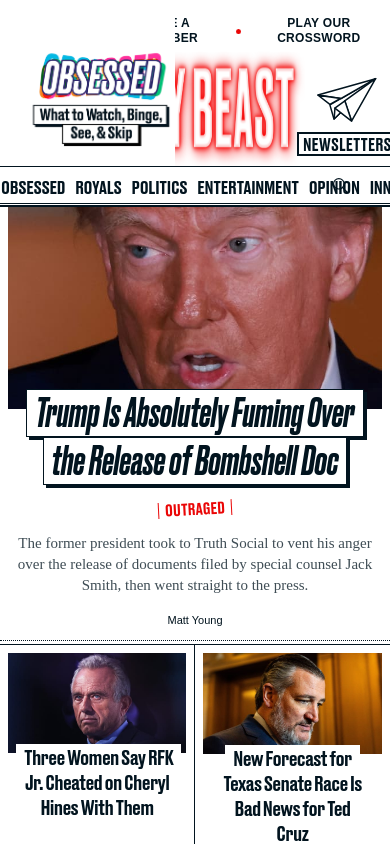 E A
PLAY OUR
BER
CROSSWORD
OBSESSED
What to Watch, Binge,
See, & Skip
Y BEAST
NEWSLETTERS
OBSESSED ROYALS POLITICS ENTERTAINMENT OPINION INN
Trump Is Absolutely Fuming Over
the Release of Bombshell Doc
OUTRAGED
The former president took to Truth Social to vent his anger
over the release of documents filed by special counsel Jack
Smith, then went straight to the press.
Matt Young
Three Women Say RFK
Jr. Cheated on Cheryl
Hines With Them
New Forecast for
Texas Senate Race Is
Bad News for Ted
Cruz